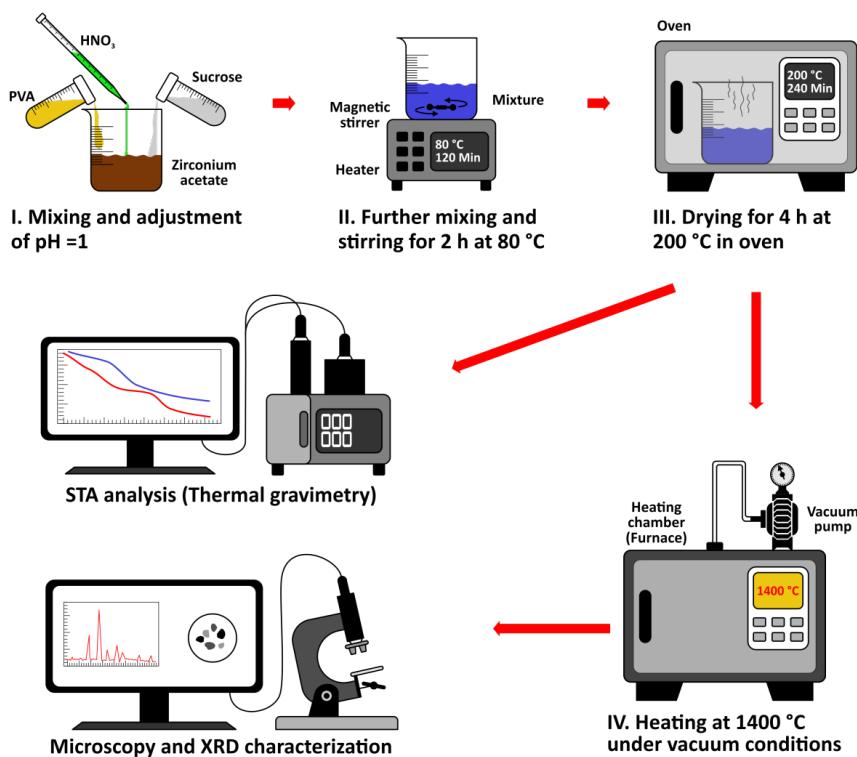 HNO₃
PVA
Sucrose
Zirconium
acetate
I. Mixing and adjustment
of pH =1
Magnetic
stirrer
Heater
Mixture
80 °C
120 Min
II. Further mixing and
stirring for 2 h at 80 °C
Oven
200 °C
240 Min
III. Drying for 4 h at
200 °C in oven
STA analysis (Thermal gravimetry)
Heating
chamber
(Furnace)
Vacuum
pump
1400 °C
IV. Heating at 1400 °C
under vacuum conditions
Microscopy and XRD characterization